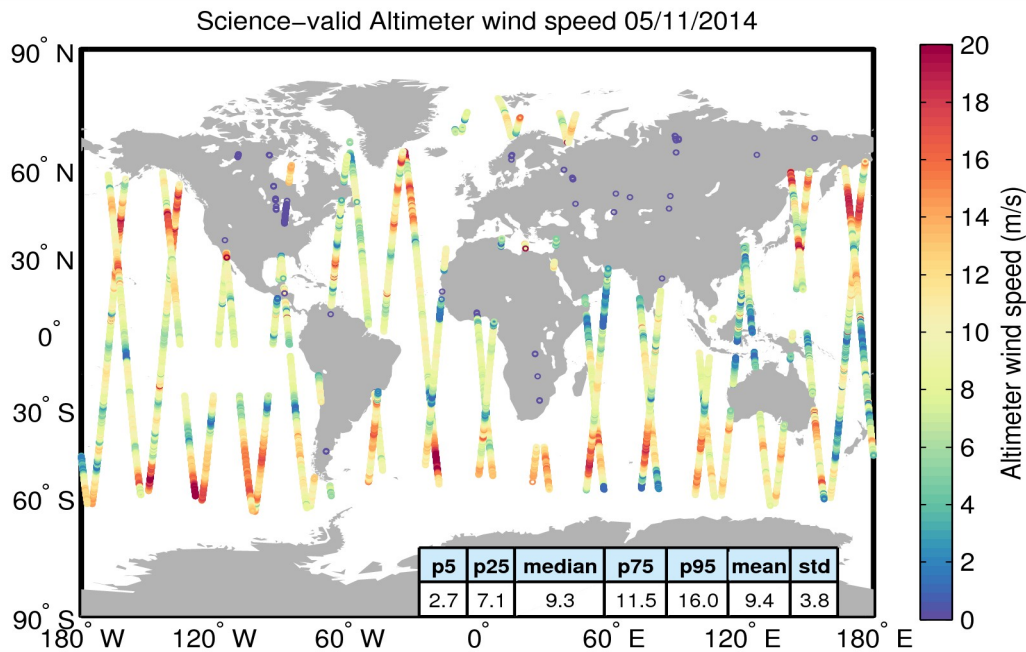 Science−valid Altimeter wind speed 05/11/2014
90° N
60° N
30° N
0°
30° S
60° S
90° S
180° W
120° W
60° W
0°
60° E
120° E
180° E
p5 p25 median p75 p95 mean std
2.7 7.1 9.3 11.5 16.0 9.4 3.8
20
18
16
14
12
10
8
6
4
2
0
Altimeter wind speed (m/s)